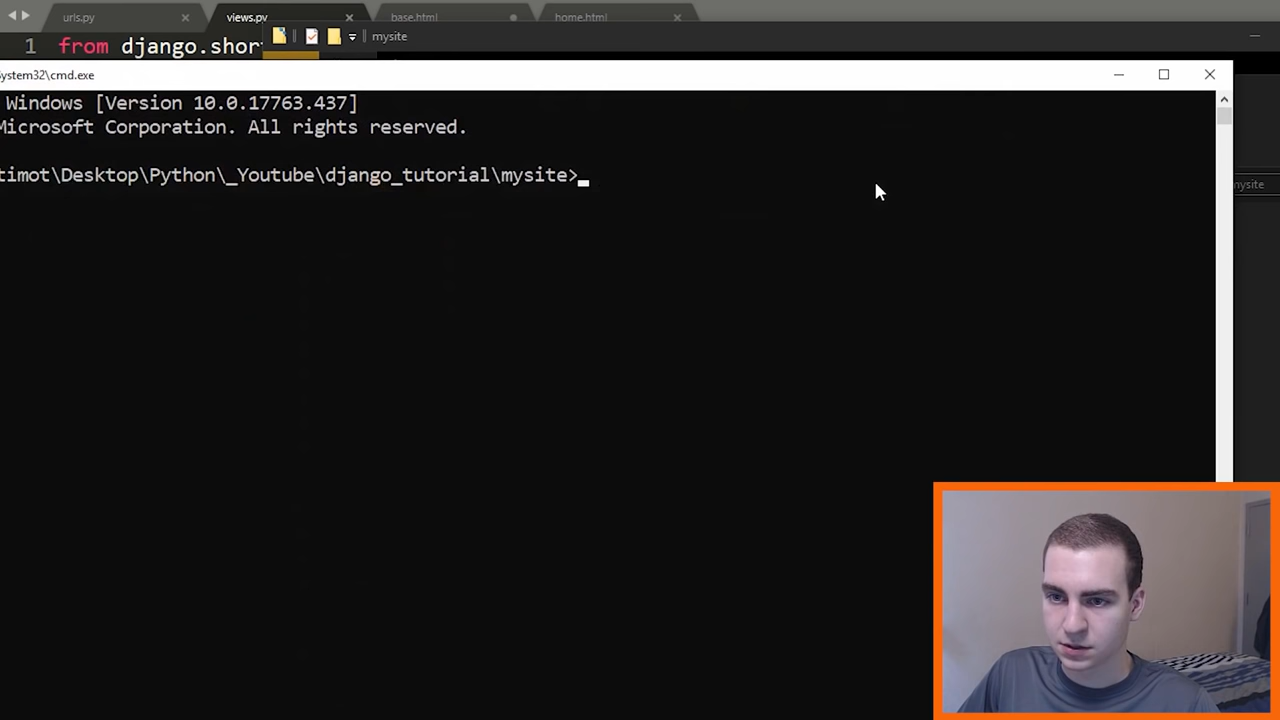 urls.py
views.py
base.html
home.html
1 from django.shor
mysite
System32\cmd.exe
Windows [Version 10.0.17763.437]
Microsoft Corporation. All rights reserved.
timot\Desktop\Python\_Youtube\django_tutorial\mysite>
mysite